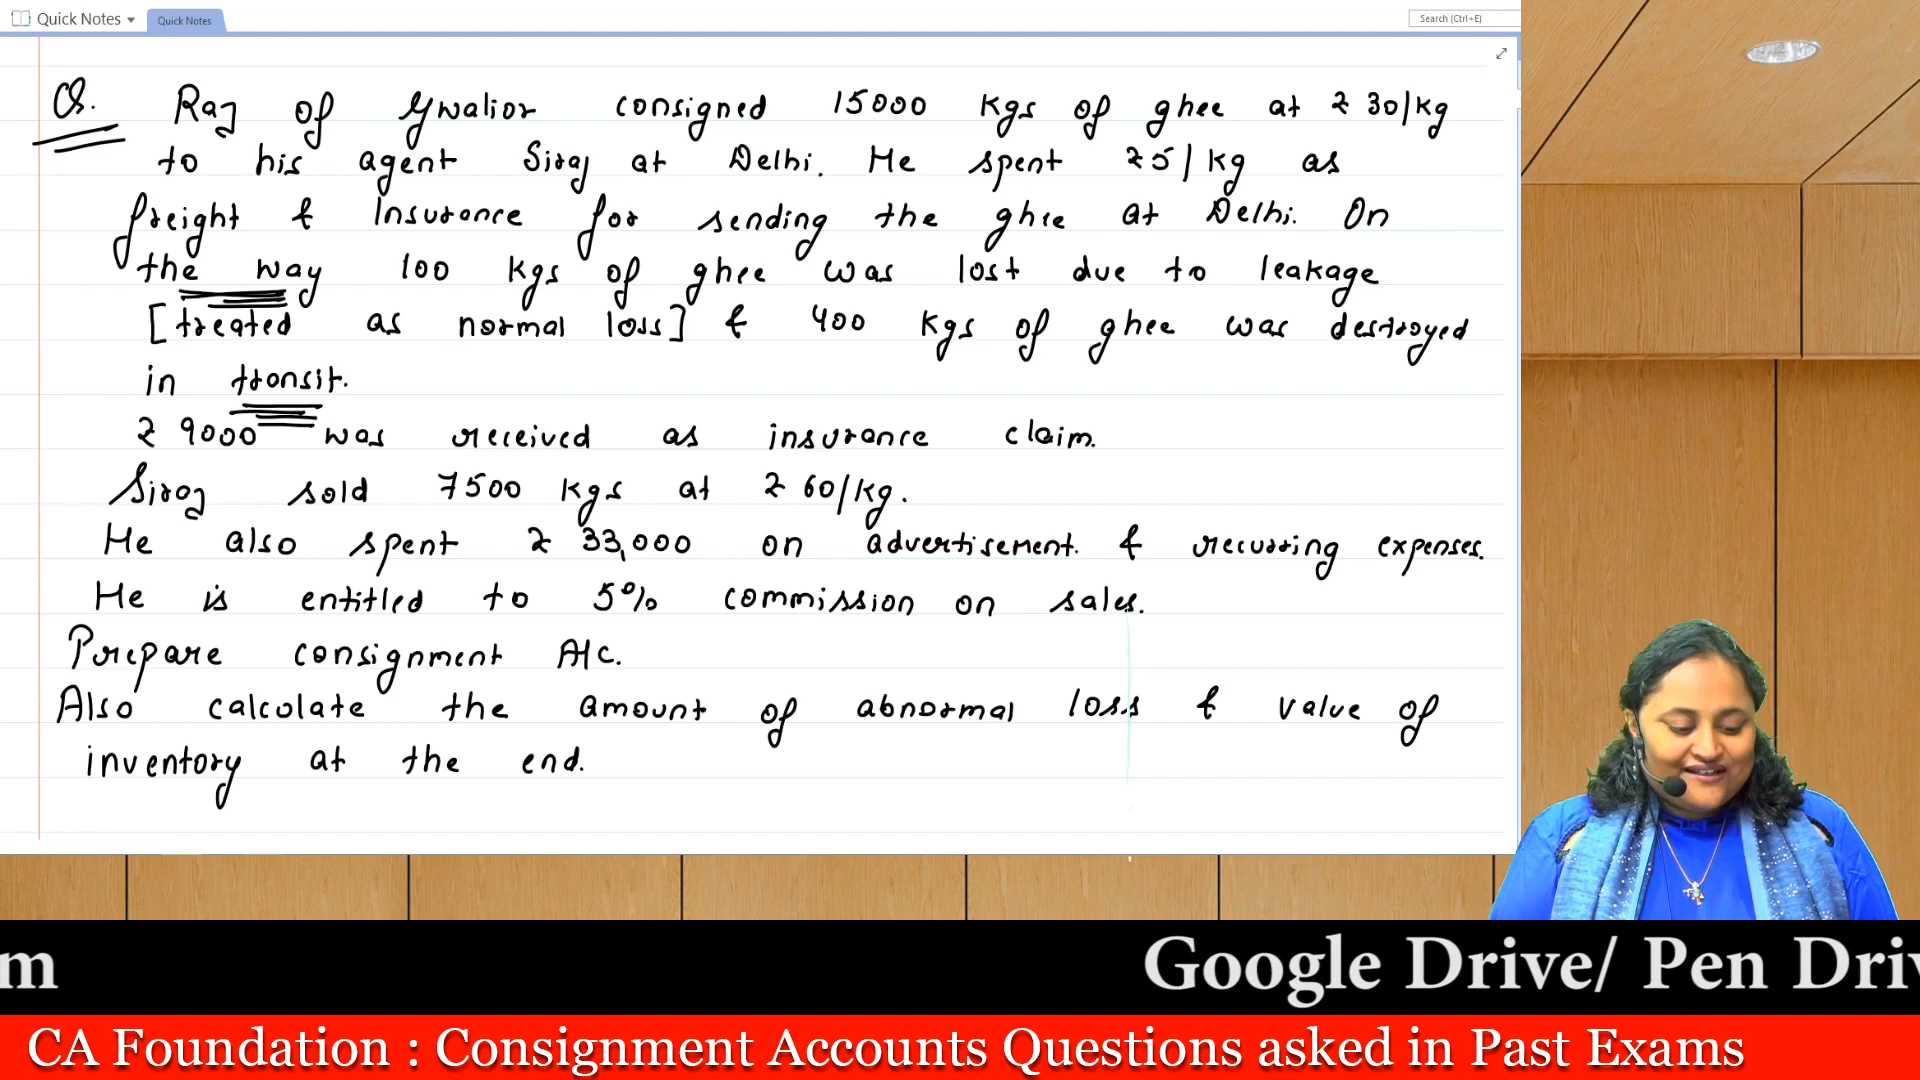 Quick Notes
Quick Notes
Search (Ctrl+E)
Q. Raj of Gwalior consigned 15000 kgs of ghee at ₹ 30/kg
to his agent Siraj at Delhi. He spent ₹5/kg as
freight & Insurance for sending the ghee at Delhi. On
the way 100 kgs of ghee was lost due to leakage
[treated as normal loss] & 400 kgs of ghee was destroyed
in transit.
₹ 9000 was received as insurance claim.
Siraj sold 7500 kgs at ₹ 60/kg.
He also spent ₹ 33,000 on advertisement & recurring expenses.
He is entitled to 5% commission on sales.
Prepare consignment A/c.
Also calculate the amount of abnormal loss & value of
inventory at the end.
m Google Drive/ Pen Driv
CA Foundation : Consignment Accounts Questions asked in Past Exams